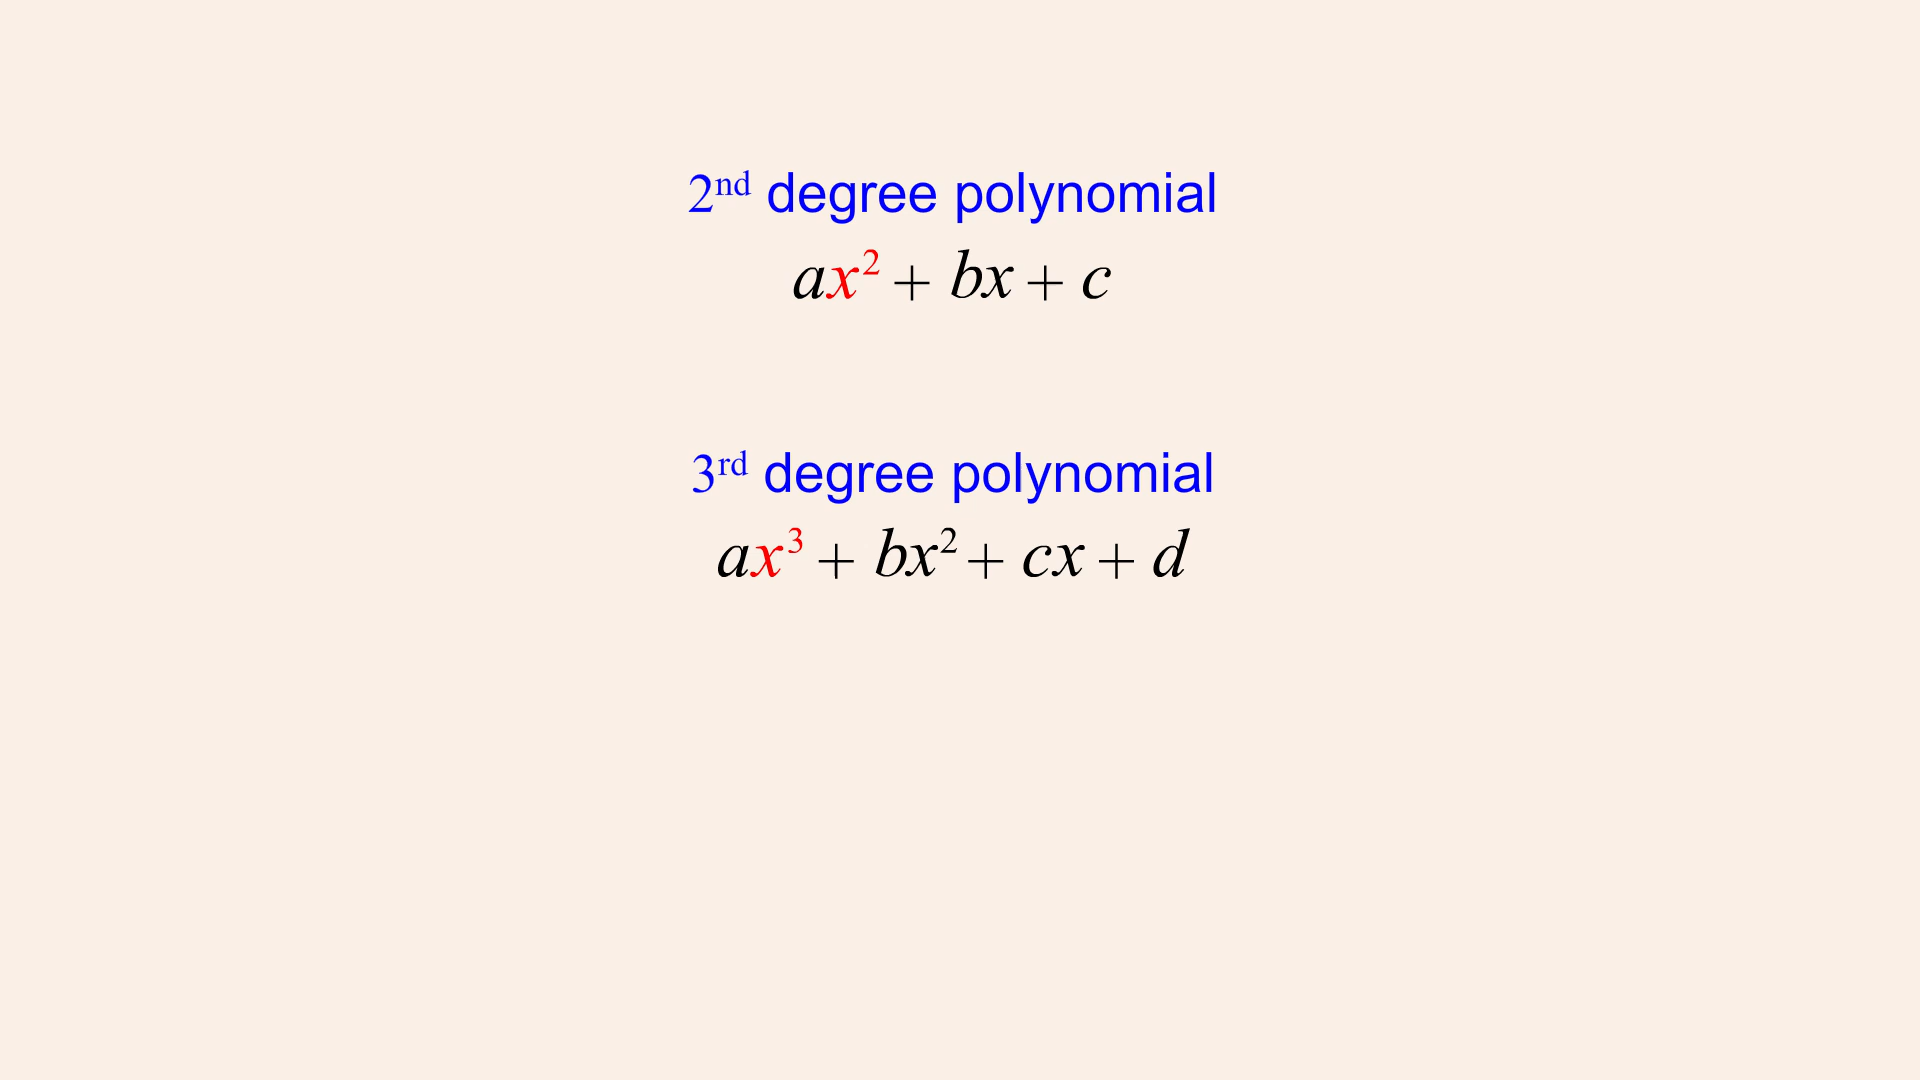 2ⁿᵈ degree polynomial
ax² + bx + c
3ʳᵈ degree polynomial
ax³ + bx² + cx + d